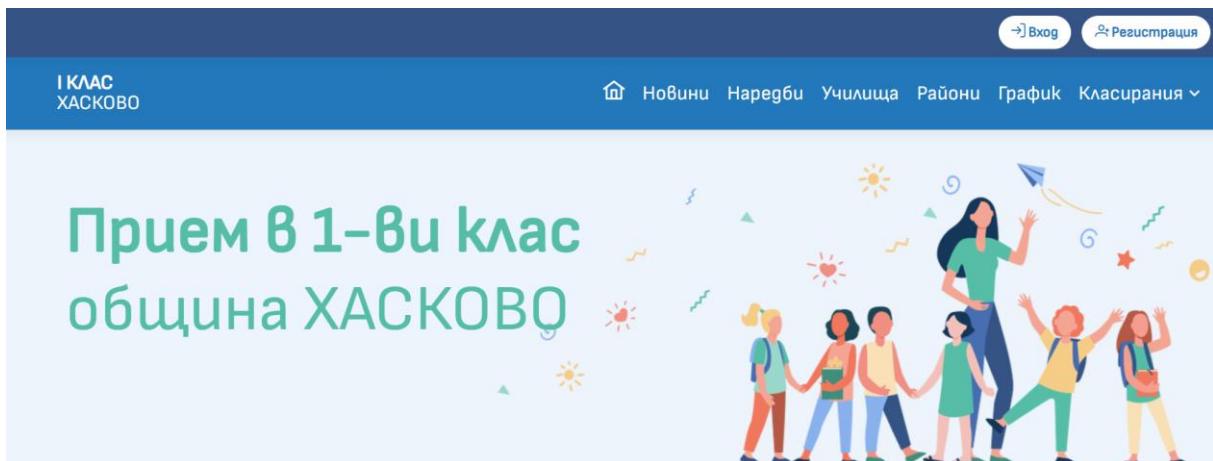 Вход Регистрация
I КЛАС
ХАСКОВО
Новини Наредби Училища Райони График Класирания
Прием в 1-ви клас
община ХАСКОВО